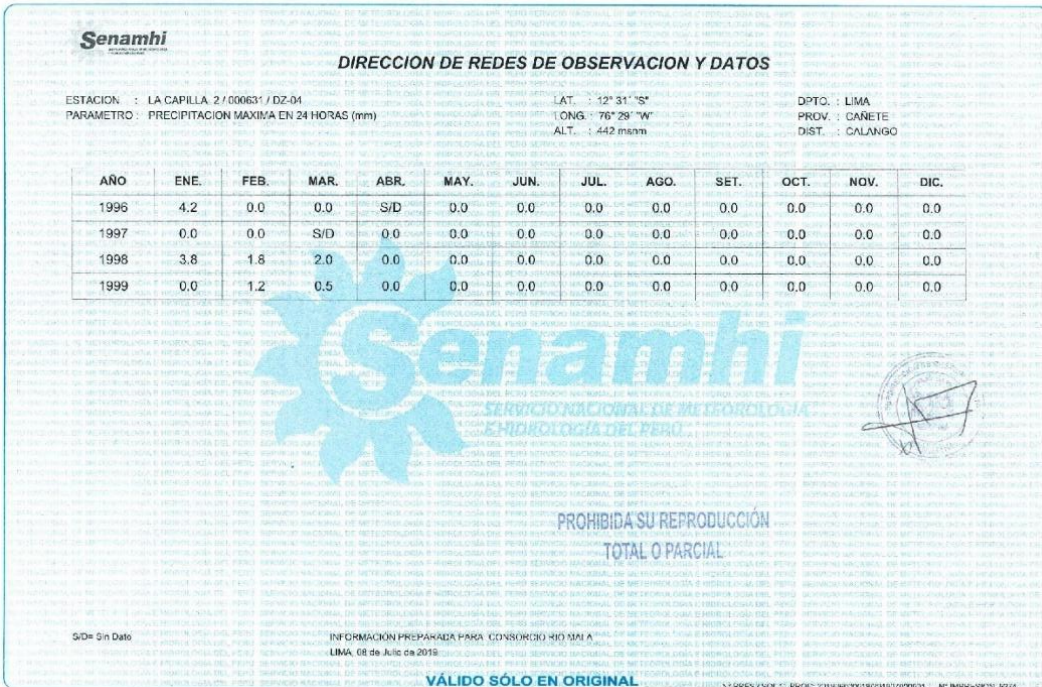 Senamhi
DIRECCION DE REDES DE OBSERVACION Y DATOS
ESTACION : LA CAPILLA 2 / 000631 / DZ-04
LAT. : 12° 31' "S"
DPTO. : LIMA
PARAMETRO : PRECIPITACION MAXIMA EN 24 HORAS (mm)
LONG. : 76° 29' "W"
PROV. : CAÑETE
ALT. : 442 msnm
DIST. : CALANGO
AÑO ENE. FEB. MAR. ABR. MAY. JUN. JUL. AGO. SET. OCT. NOV. DIC.
1996 4.2 0.0 0.0 S/D 0.0 0.0 0.0 0.0 0.0 0.0 0.0 0.0
1997 0.0 0.0 S/D 0.0 0.0 0.0 0.0 0.0 0.0 0.0 0.0 0.0
1998 3.8 1.8 2.0 0.0 0.0 0.0 0.0 0.0 0.0 0.0 0.0 0.0
1999 0.0 1.2 0.5 0.0 0.0 0.0 0.0 0.0 0.0 0.0 0.0 0.0
Senamhi
SERVICIO NACIONAL DE METEOROLOGÍA
E HIDROLOGÍA DEL PERÚ
PROHIBIDA SU REPRODUCCIÓN
TOTAL O PARCIAL
S/D= Sin Dato
INFORMACIÓN PREPARADA PARA CONSORCIO RIO MALA
LIMA, 08 de Julio de 2019
VÁLIDO SÓLO EN ORIGINAL